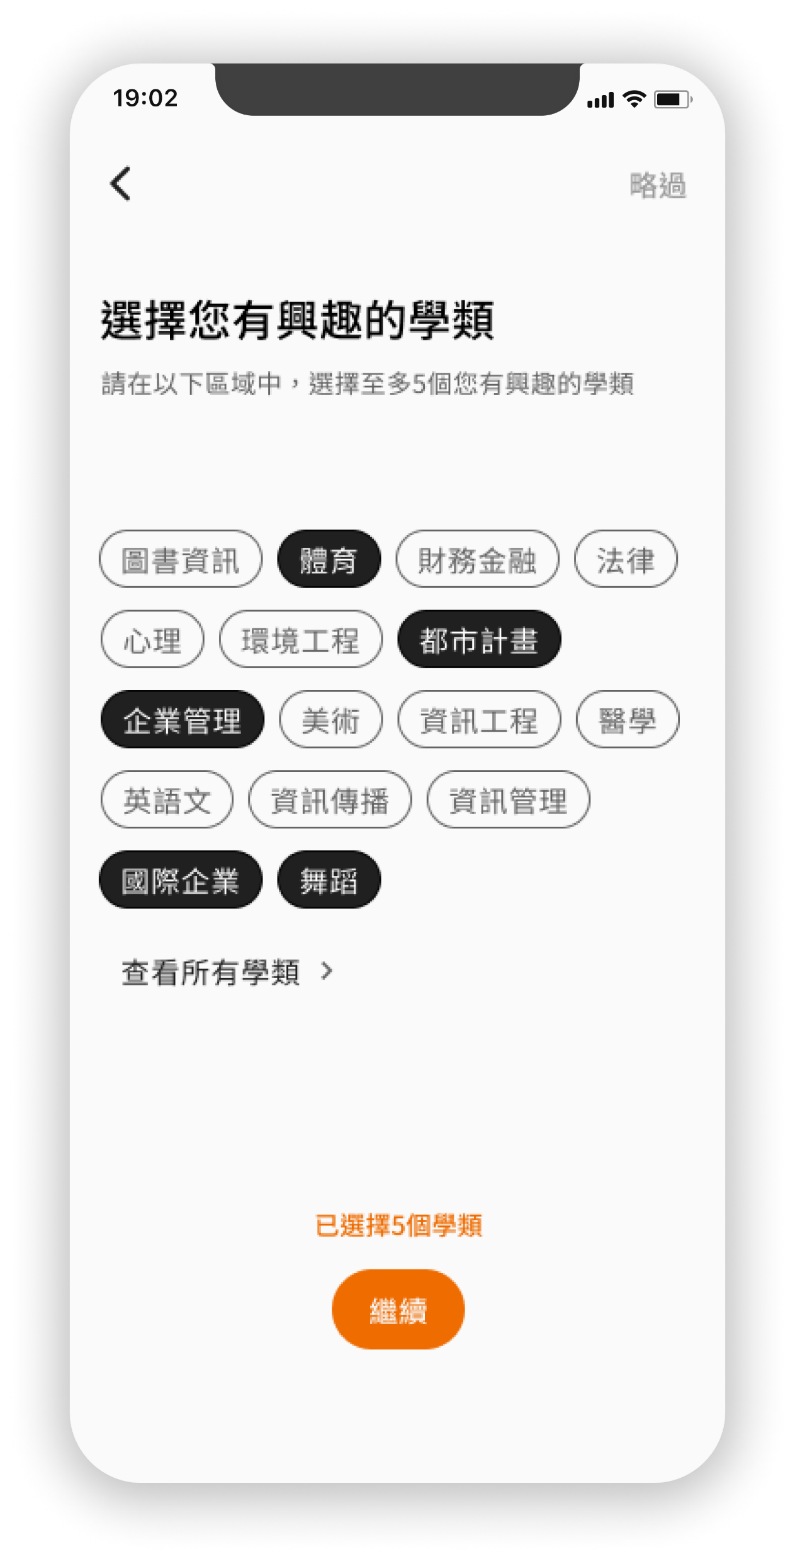 19:02
略過
選擇您有興趣的學類
請在以下區域中，選擇至多5個您有興趣的學類
圖書資訊 體育 財務金融 法律
心理 環境工程 都市計畫
企業管理 美術 資訊工程 醫學
英語文 資訊傳播 資訊管理
國際企業 舞蹈
查看所有學類 >
已選擇5個學類
繼續